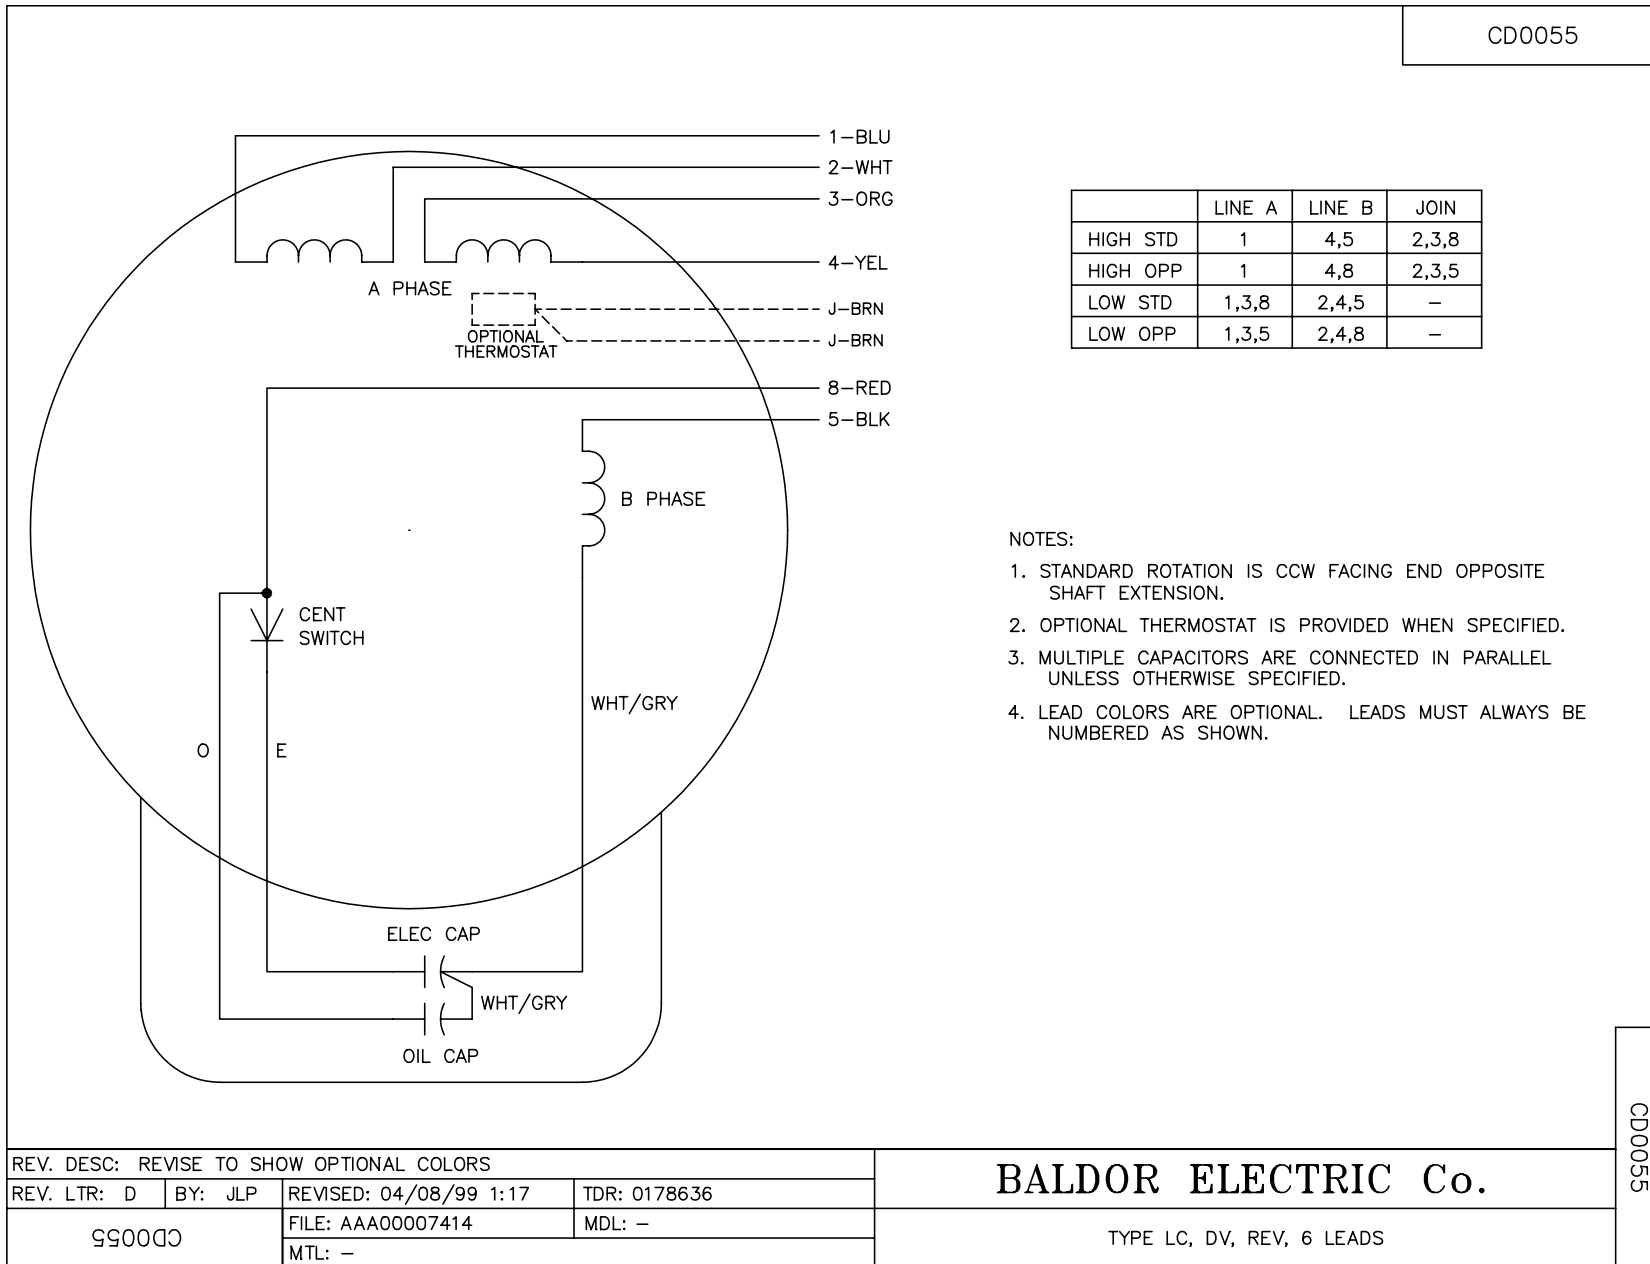 CD0055
1-BLU
2-WHT
3-ORG
4-YEL
A PHASE
J-BRN
J-BRN
OPTIONAL
THERMOSTAT
8-RED
5-BLK
B PHASE
CENT
SWITCH
WHT/GRY
O E
ELEC CAP
WHT/GRY
OIL CAP
LINE A LINE B JOIN
HIGH STD 1 4,5 2,3,8
HIGH OPP 1 4,8 2,3,5
LOW STD 1,3,8 2,4,5 -
LOW OPP 1,3,5 2,4,8 -
NOTES:
1. STANDARD ROTATION IS CCW FACING END OPPOSITE
SHAFT EXTENSION.
2. OPTIONAL THERMOSTAT IS PROVIDED WHEN SPECIFIED.
3. MULTIPLE CAPACITORS ARE CONNECTED IN PARALLEL
UNLESS OTHERWISE SPECIFIED.
4. LEAD COLORS ARE OPTIONAL. LEADS MUST ALWAYS BE
NUMBERED AS SHOWN.
CD0055
REV. DESC: REVISE TO SHOW OPTIONAL COLORS
REV. LTR: D BY: JLP REVISED: 04/08/99 1:17 TDR: 0178636
CD0055
FILE: AAA00007414 MDL: -
MTL: -
BALDOR ELECTRIC Co.
TYPE LC, DV, REV, 6 LEADS